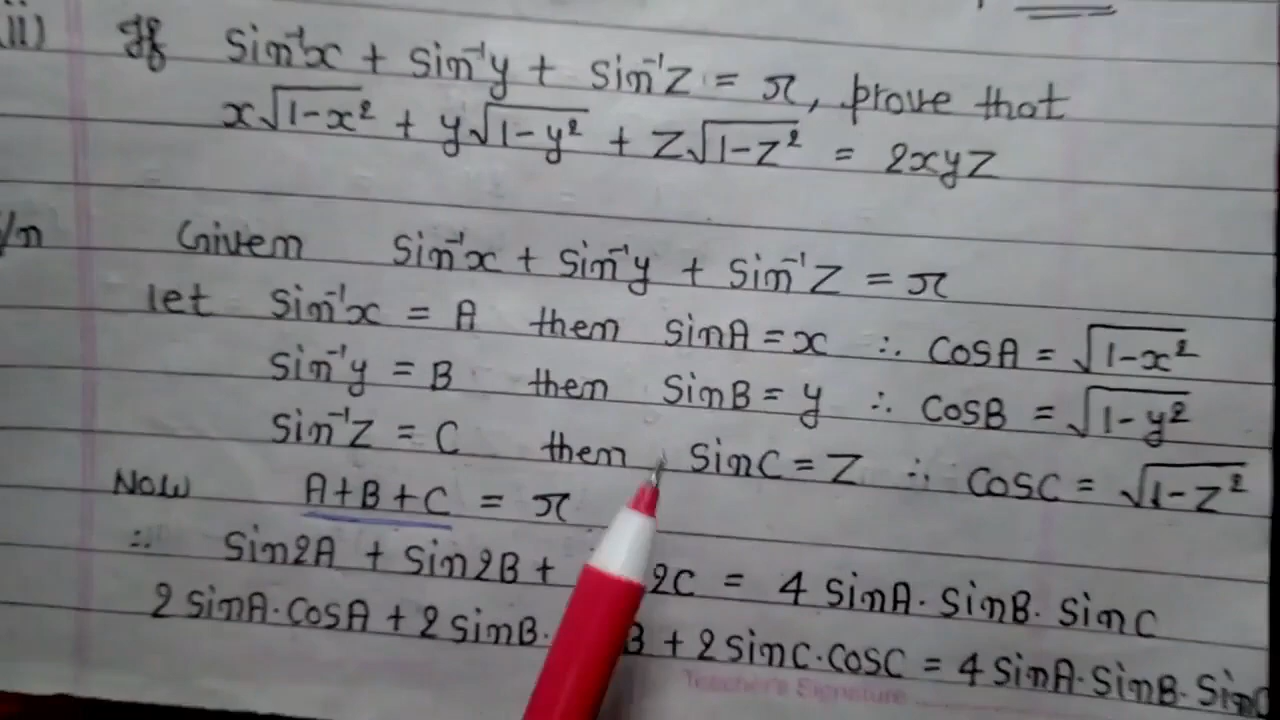 ii) If sin⁻¹x + sin⁻¹y + sin⁻¹z = π, prove that
x√(1-x²) + y√(1-y²) + z√(1-z²) = 2xyz
/n Given sin⁻¹x + sin⁻¹y + sin⁻¹z = π
let sin⁻¹x = A then sinA = x ∴ cosA = √(1-x²)
sin⁻¹y = B then sinB = y ∴ cosB = √(1-y²)
sin⁻¹z = C then sinC = z ∴ cosC = √(1-z²)
Now A+B+C = π
∴ sin2A + sin2B + 2C = 4 sinA. sinB. sinC
2 sinA.cosA + 2 sinB. B + 2 sinC.cosC = 4 sinA. sinB. sinC
Teacher's Signature